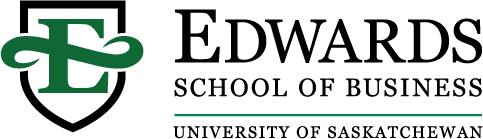 E
EDWARDS
SCHOOL OF BUSINESS
UNIVERSITY OF SASKATCHEWAN